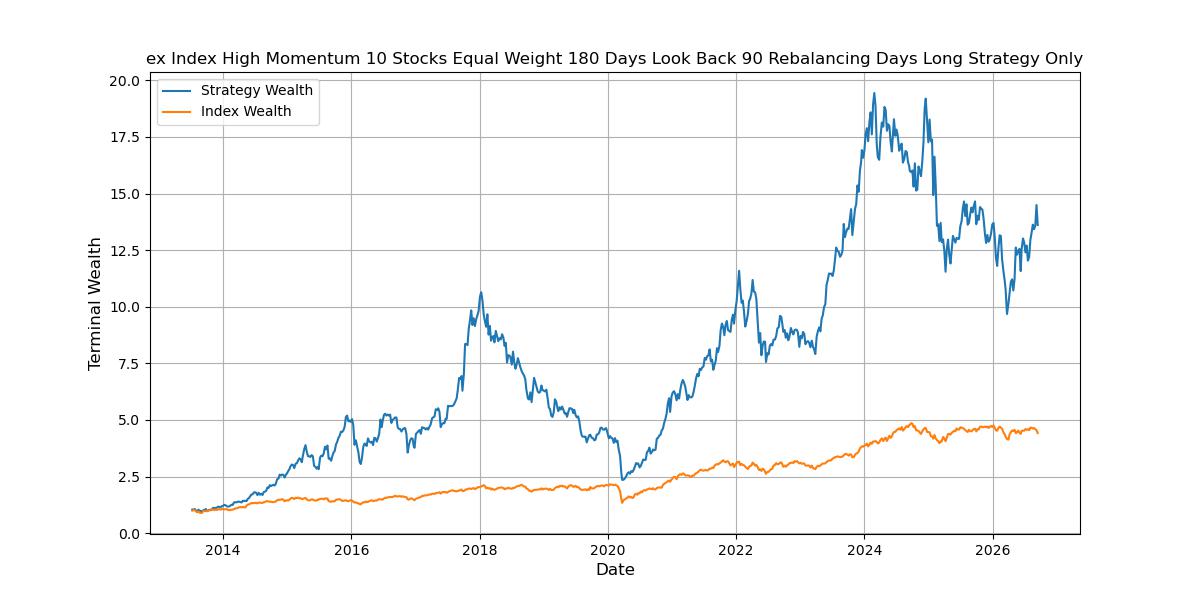 ex Index High Momentum 10 Stocks Equal Weight 180 Days Look Back 90 Rebalancing Days Long Strategy Only
Strategy Wealth
Index Wealth
Terminal Wealth
20.0
17.5
15.0
12.5
10.0
7.5
5.0
2.5
0.0
2014 2016 2018 2020 2022 2024 2026
Date